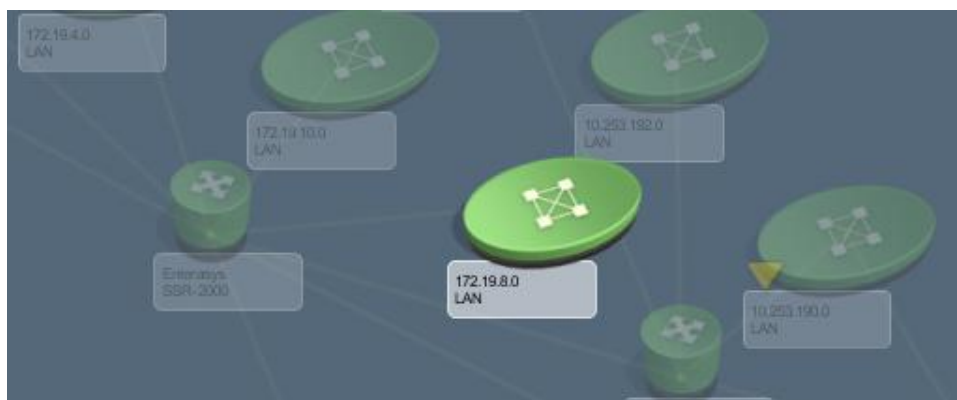 172.19.4.0
LAN
172.19.10.0
LAN
10.253.192.0
LAN
Enterasys
SSR-2000
172.19.8.0
LAN
10.253.190.0
LAN